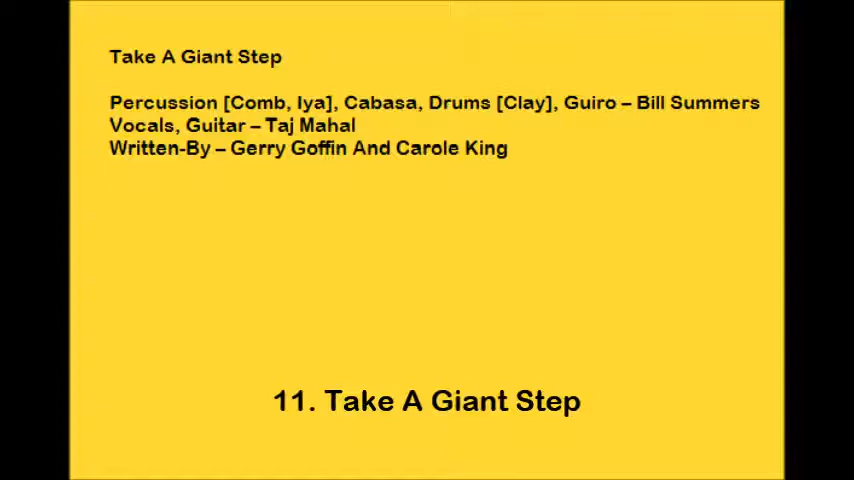 Take A Giant Step
Percussion [Comb, Iya], Cabasa, Drums [Clay], Guiro – Bill Summers
Vocals, Guitar – Taj Mahal
Written-By – Gerry Goffin And Carole King
11. Take A Giant Step